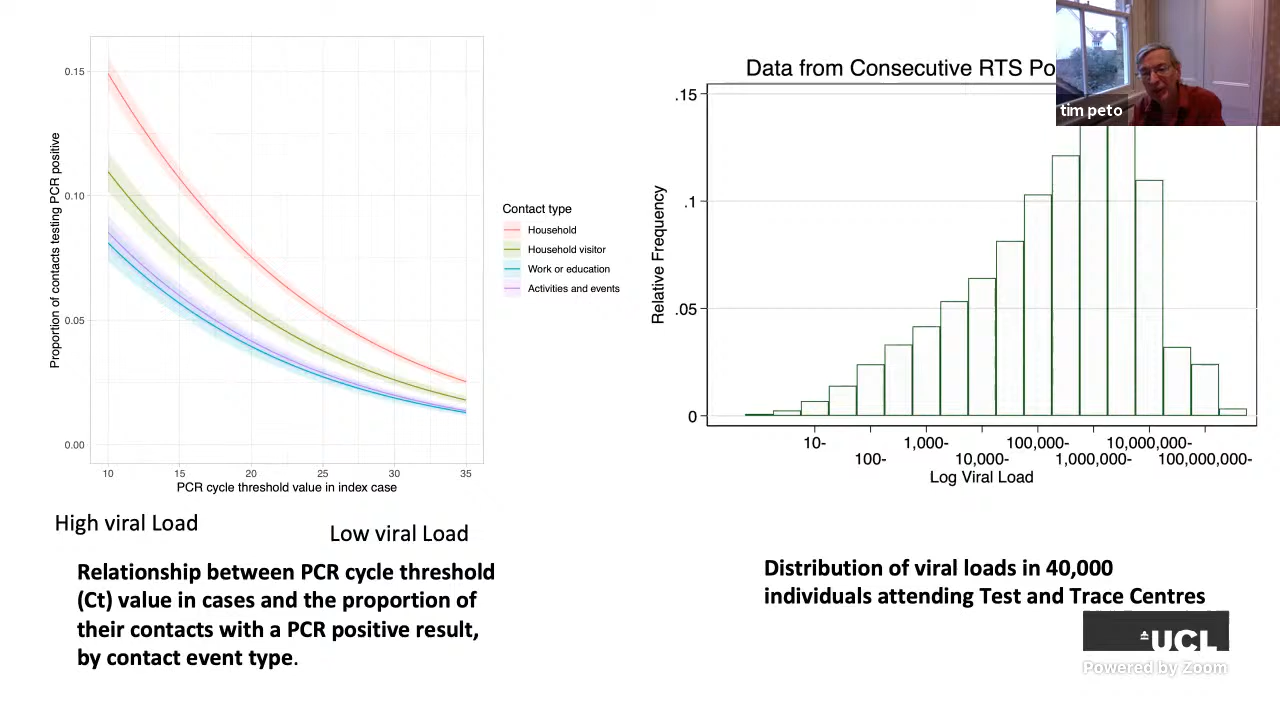 0.15
0.10
0.05
0.00
Proportion of contacts testing PCR positive
10 15 20 25 30 35
PCR cycle threshold value in index case
Contact type
Household
Household visitor
Work or education
Activities and events
High viral Load
Low viral Load
Relationship between PCR cycle threshold
(Ct) value in cases and the proportion of
their contacts with a PCR positive result,
by contact event type.
Data from Consecutive RTS Po
tim peto
.15
.1
.05
0
Relative Frequency
10- 1,000- 100,000- 10,000,000-
100- 10,000- 1,000,000- 100,000,000-
Log Viral Load
Distribution of viral loads in 40,000
individuals attending Test and Trace Centres
UCL
Powered by Zoom